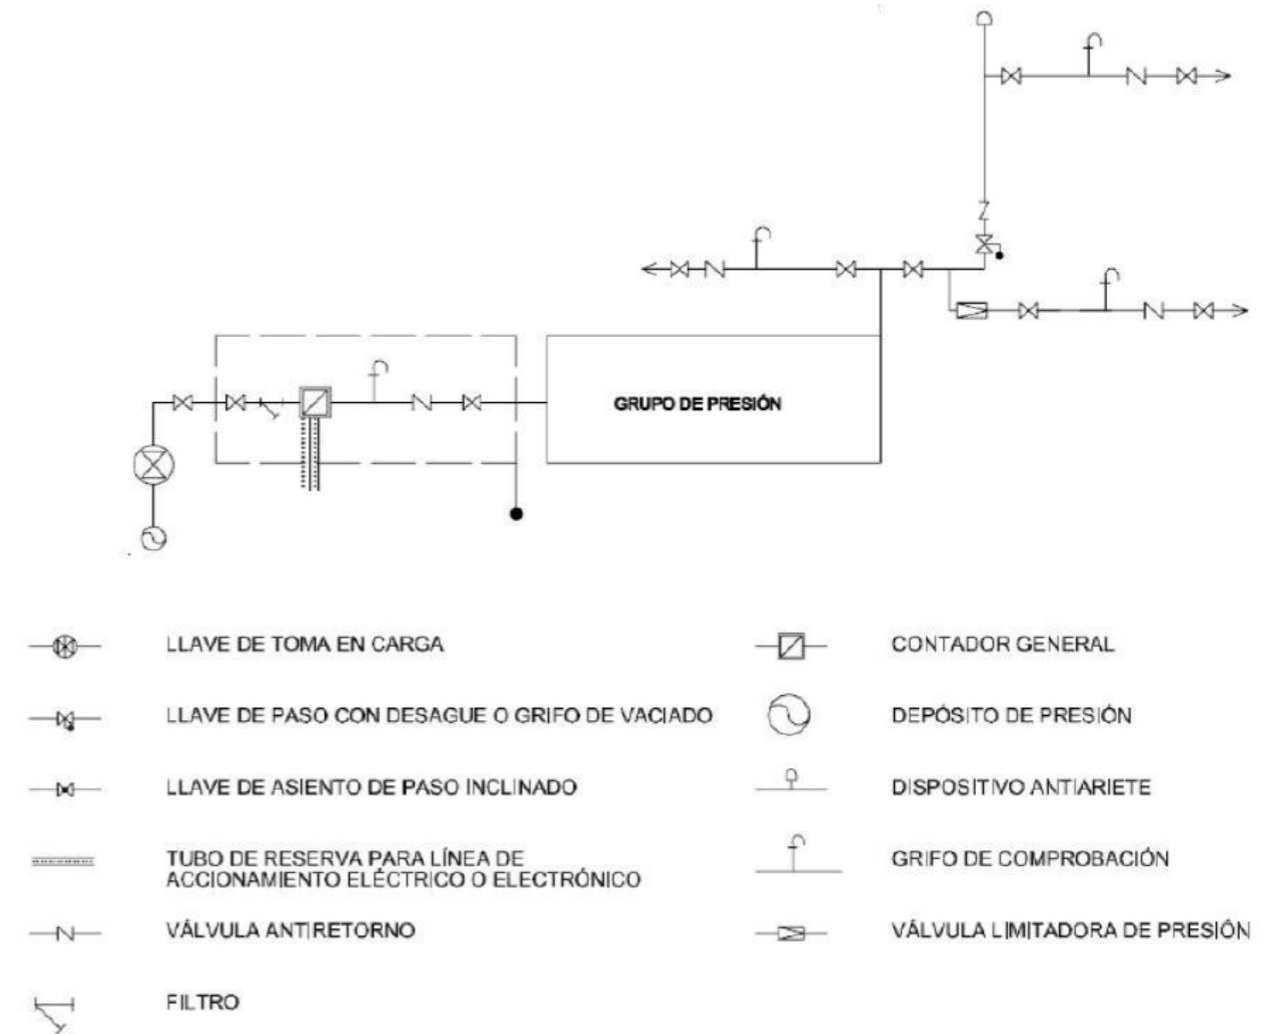 GRUPO DE PRESIÓN
LLAVE DE TOMA EN CARGA
LLAVE DE PASO CON DESAGUE O GRIFO DE VACIADO
LLAVE DE ASIENTO DE PASO INCLINADO
TUBO DE RESERVA PARA LÍNEA DE
ACCIONAMIENTO ELÉCTRICO O ELECTRÓNICO
VÁLVULA ANTIRETORNO
FILTRO
CONTADOR GENERAL
DEPÓSITO DE PRESIÓN
DISPOSITIVO ANTIARIETE
GRIFO DE COMPROBACIÓN
VÁLVULA LIMITADORA DE PRESIÓN